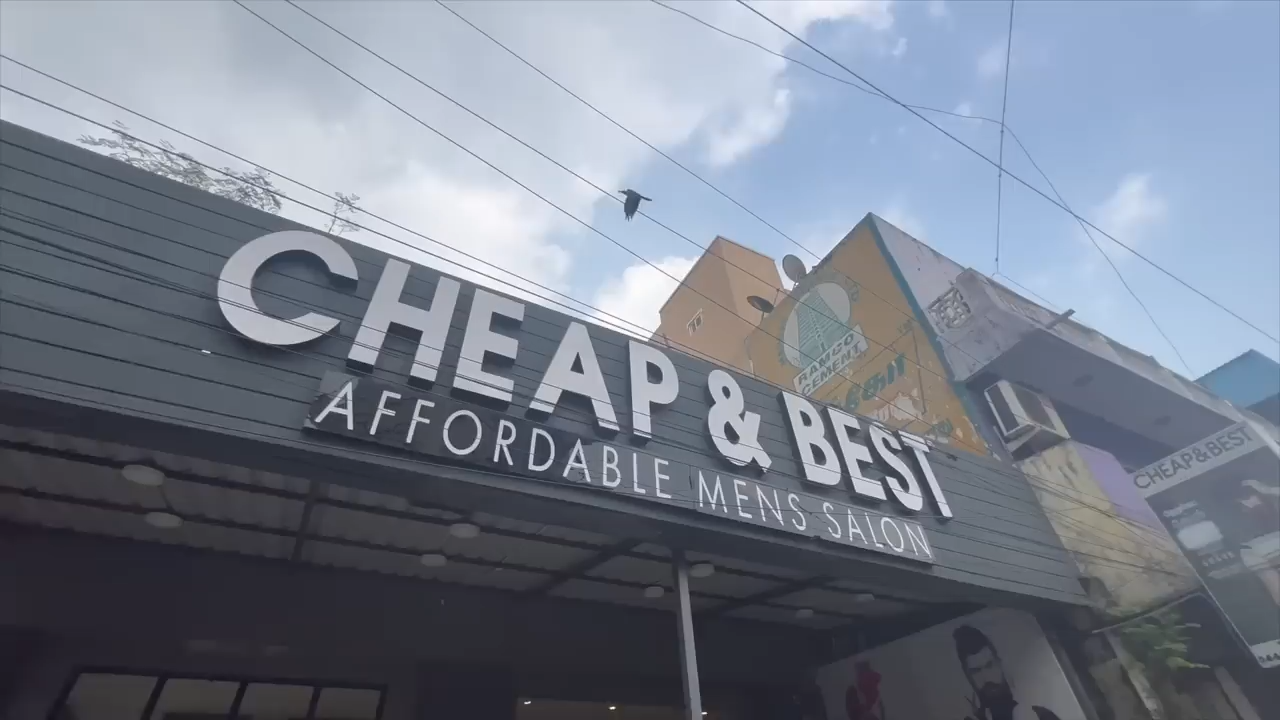 CHEAP & BEST
AFFORDABLE MENS SALON
RAMCO
CEMENT
CHEAP&BEST